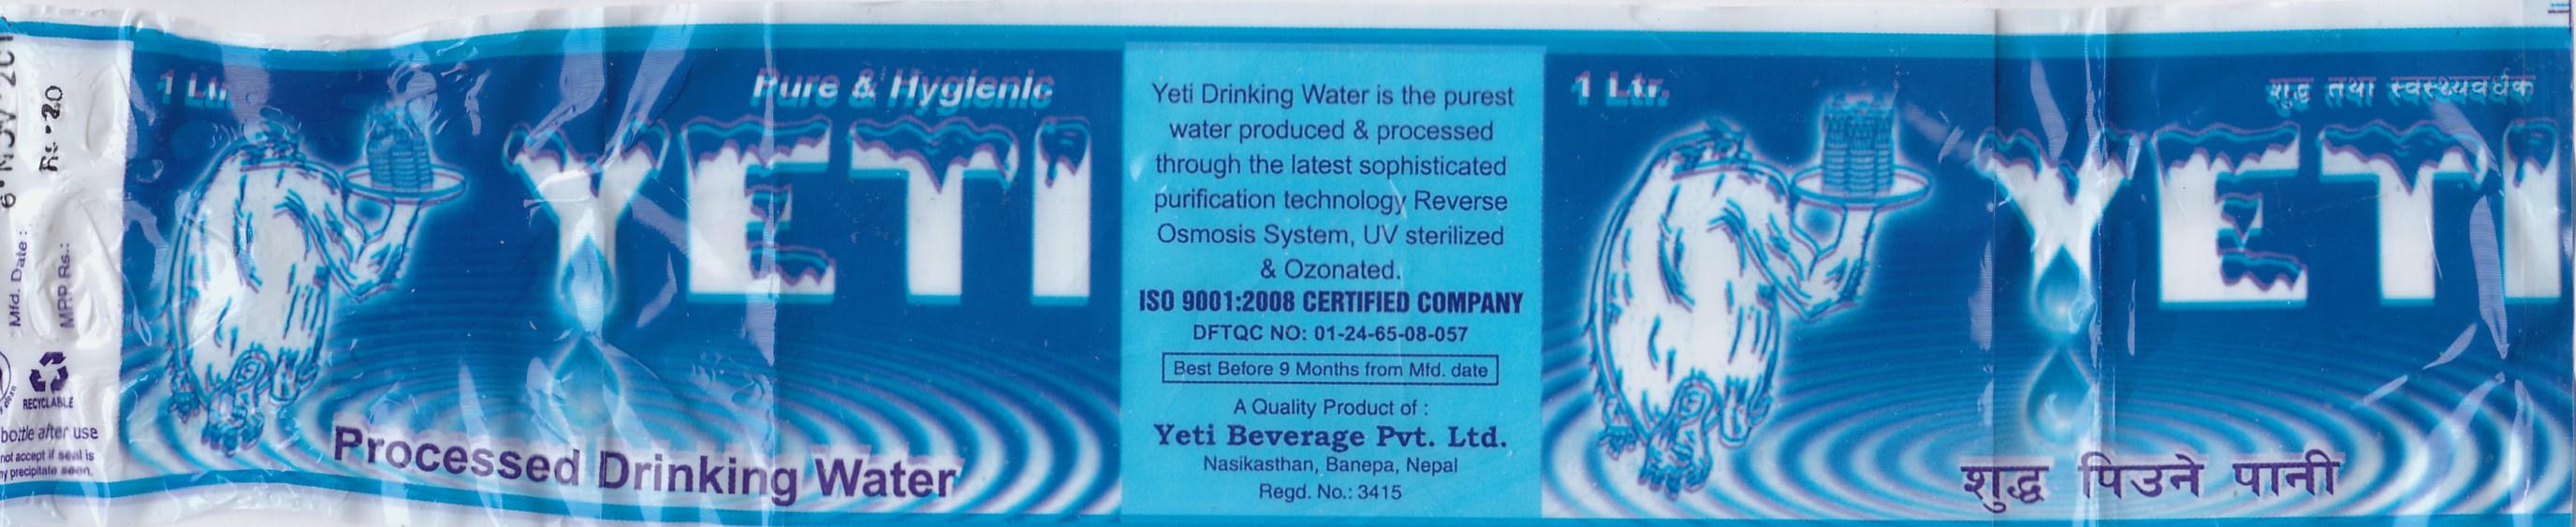 Mfd. Date :
MRP Rs.:
Rs.-20
RECYCLABLE
bottle after use
not accept if seal is
precipitate seen.
1 Ltr.
Pure & Hygienic
YETI
Processed Drinking Water
Yeti Drinking Water is the purest
water produced & processed
through the latest sophisticated
purification technology Reverse
Osmosis System, UV sterilized
& Ozonated.
ISO 9001:2008 CERTIFIED COMPANY
DFTQC NO: 01-24-65-08-057
Best Before 9 Months from Mfd. date
A Quality Product of :
Yeti Beverage Pvt. Ltd.
Nasikasthan, Banepa, Nepal
Regd. No.: 3415
1 Ltr.
शुद्ध तथा स्वस्थ्यवर्धक
YETI
शुद्ध पिउने पानी